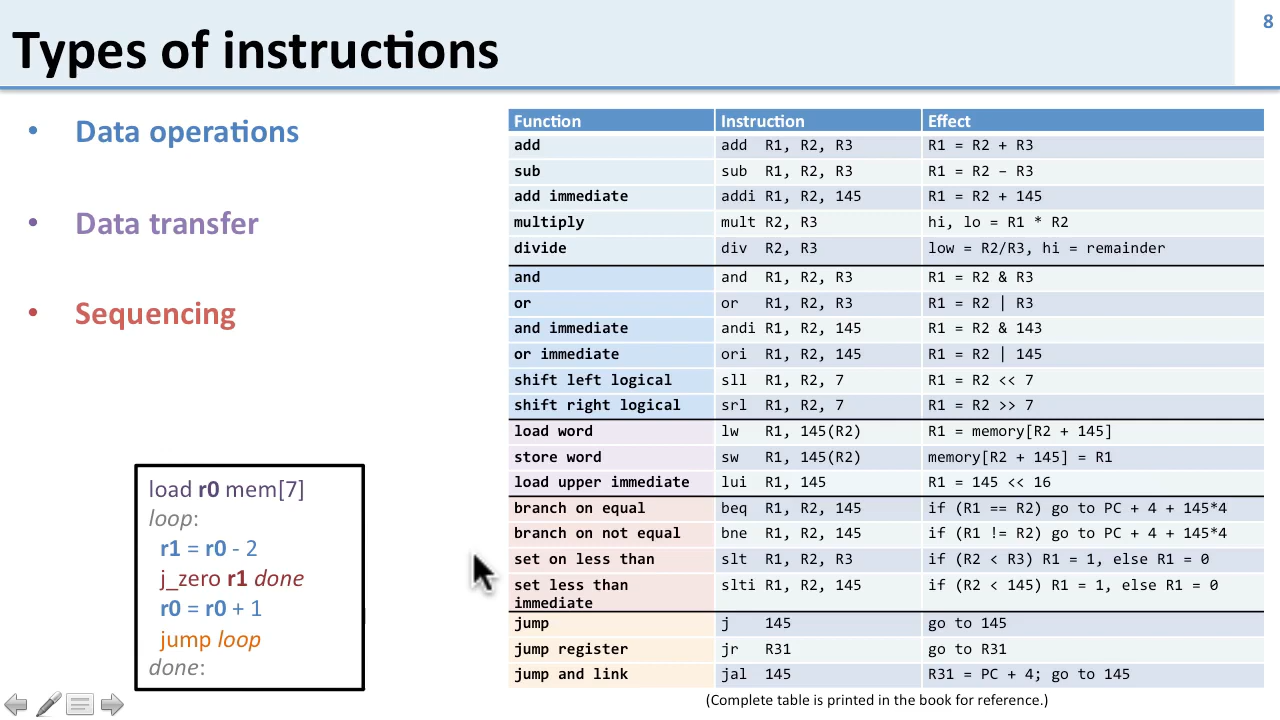 Types of instructions
8
• Data operations
• Data transfer
• Sequencing
load r0 mem[7]
loop:
r1 = r0 - 2
j_zero r1 done
r0 = r0 + 1
jump loop
done:
Function Instruction Effect
add add R1, R2, R3 R1 = R2 + R3
sub sub R1, R2, R3 R1 = R2 – R3
add immediate addi R1, R2, 145 R1 = R2 + 145
multiply mult R2, R3 hi, lo = R1 * R2
divide div R2, R3 low = R2/R3, hi = remainder
and and R1, R2, R3 R1 = R2 & R3
or or R1, R2, R3 R1 = R2 | R3
and immediate andi R1, R2, 145 R1 = R2 & 143
or immediate ori R1, R2, 145 R1 = R2 | 145
shift left logical sll R1, R2, 7 R1 = R2 << 7
shift right logical srl R1, R2, 7 R1 = R2 >> 7
load word lw R1, 145(R2) R1 = memory[R2 + 145]
store word sw R1, 145(R2) memory[R2 + 145] = R1
load upper immediate lui R1, 145 R1 = 145 << 16
branch on equal beq R1, R2, 145 if (R1 == R2) go to PC + 4 + 145*4
branch on not equal bne R1, R2, 145 if (R1 != R2) go to PC + 4 + 145*4
set on less than slt R1, R2, R3 if (R2 < R3) R1 = 1, else R1 = 0
set less than slti R1, R2, 145 if (R2 < 145) R1 = 1, else R1 = 0
immediate
jump j 145 go to 145
jump register jr R31 go to R31
jump and link jal 145 R31 = PC + 4; go to 145
(Complete table is printed in the book for reference.)